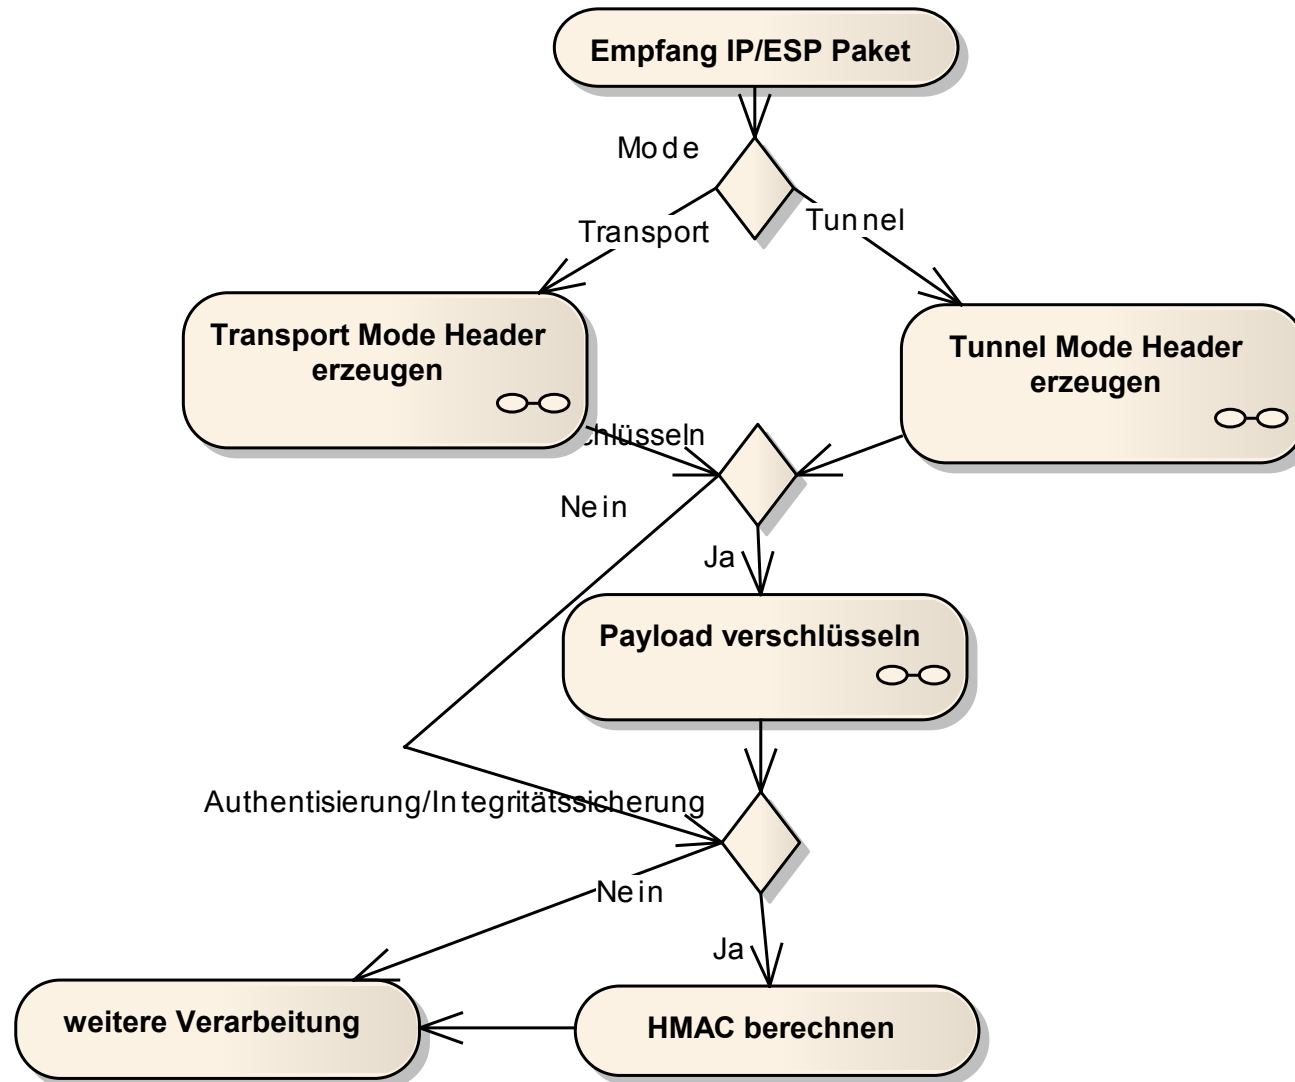 Empfang IP/ESP Paket
Mode
Transport
Tunnel
Transport Mode Header
erzeugen
Tunnel Mode Header
erzeugen
hlüsseln
Nein
Ja
Payload verschlüsseln
Authentisierung/Integritätssicherung
Nein
Ja
weitere Verarbeitung
HMAC berechnen